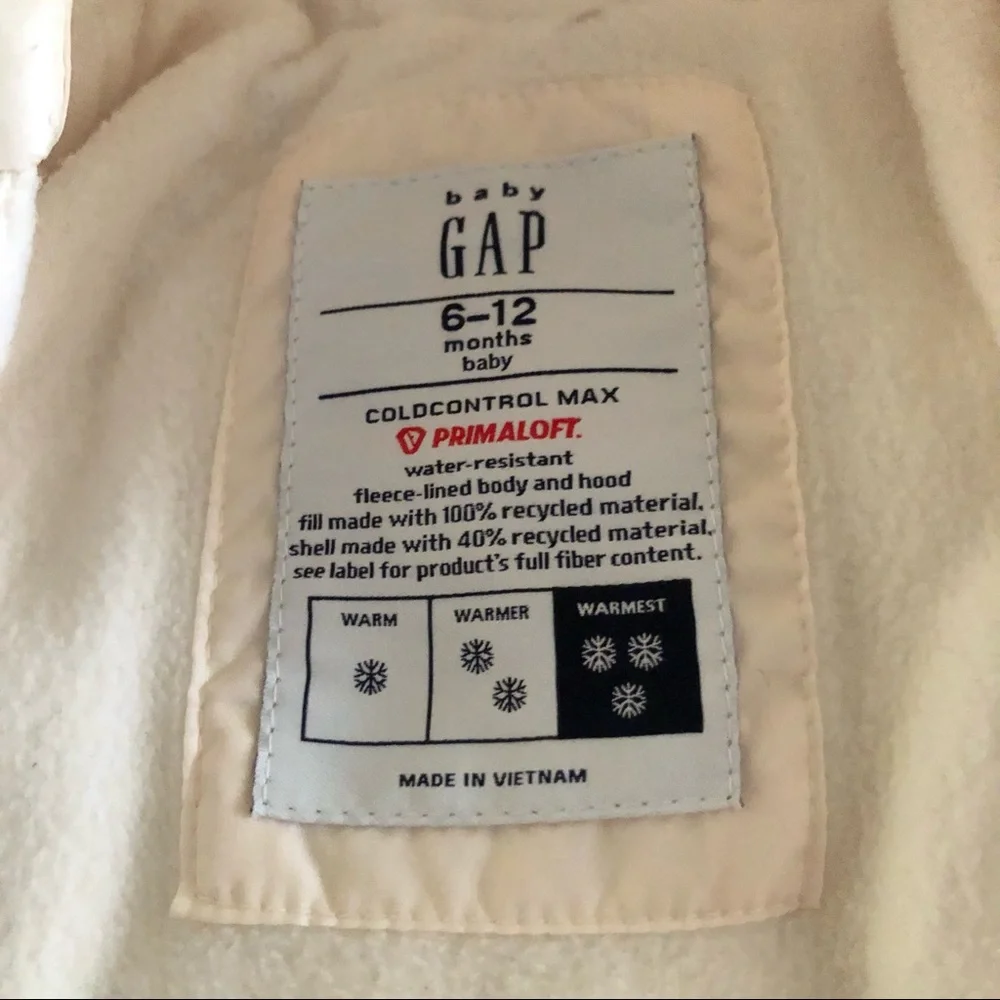 baby
GAP
6–12
months
baby
COLDCONTROL MAX
PRIMALOFT.
water-resistant
fleece-lined body and hood
fill made with 100% recycled material.
shell made with 40% recycled material.
see label for product's full fiber content.
WARM WARMER WARMEST
MADE IN VIETNAM